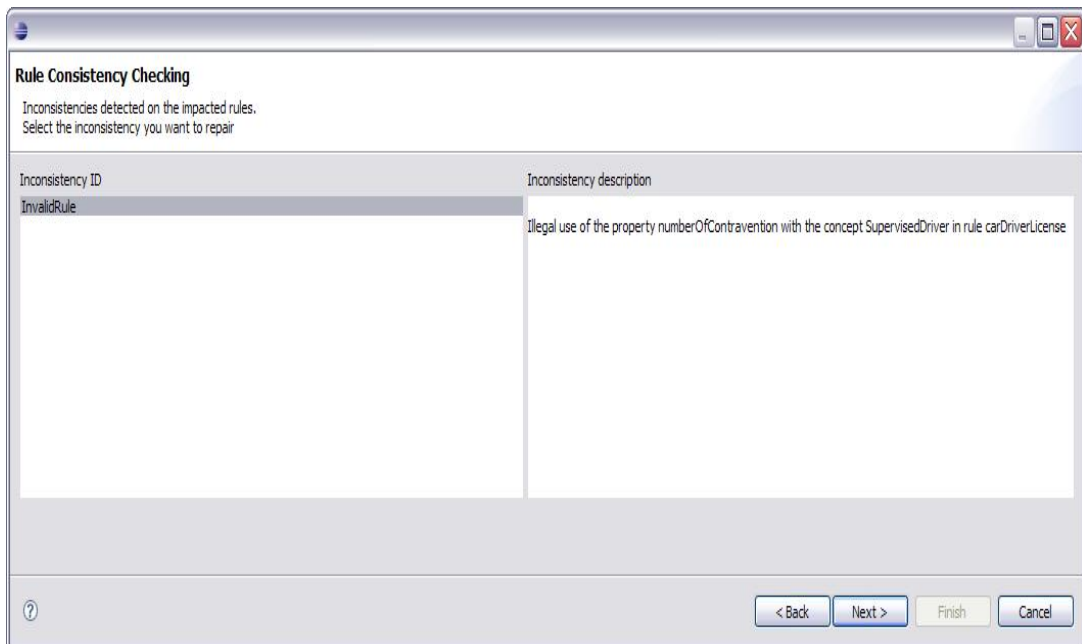 Rule Consistency Checking
Inconsistencies detected on the impacted rules.
Select the inconsistency you want to repair
Inconsistency ID
InvalidRule
Inconsistency description
Illegal use of the property numberOfContravention with the concept SupervisedDriver in rule carDriverLicense
?
< Back
Next >
Finish
Cancel